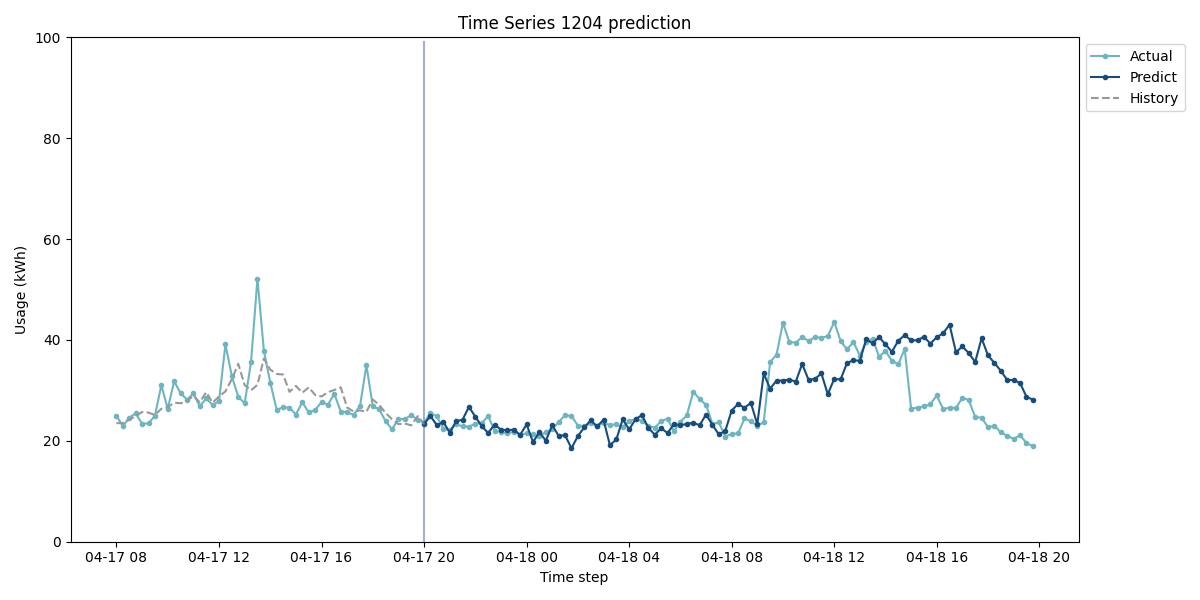 Time Series 1204 prediction
100
80
60
40
20
0
Usage (kWh)
04-17 08
04-17 12
04-17 16
04-17 20
04-18 00
04-18 04
04-18 08
04-18 12
04-18 16
04-18 20
Time step
Actual
Predict
History